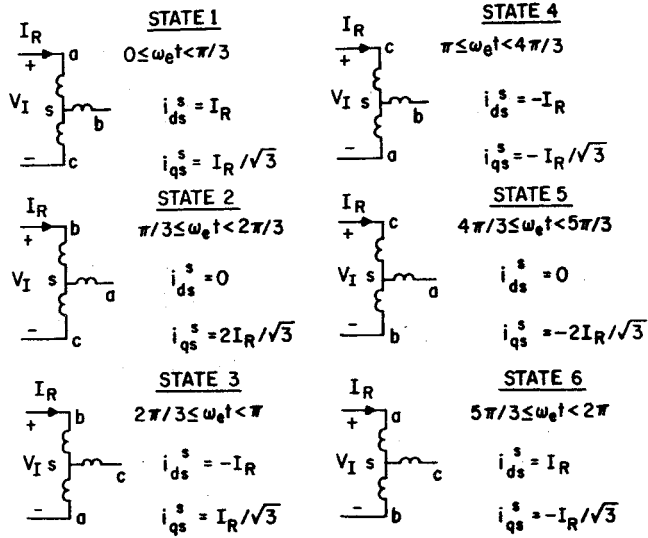 STATE 1
I_R
0≤ω_et<π/3
+
a
V_I
s
b
i_ds^s = I_R
−
c
i_qs^s = I_R/√3
STATE 2
I_R
π/3≤ω_et<2π/3
+
b
V_I
s
a
i_ds^s = 0
−
c
i_qs^s = 2I_R/√3
STATE 3
I_R
2π/3≤ω_et<π
+
b
V_I
s
c
i_ds^s = -I_R
−
a
i_qs^s = I_R/√3
STATE 4
I_R
π≤ω_et<4π/3
+
c
V_I
s
b
i_ds^s = -I_R
−
a
i_qs^s = -I_R/√3
STATE 5
I_R
4π/3≤ω_et<5π/3
+
c
V_I
s
a
i_ds^s = 0
−
b
i_qs^s = -2I_R/√3
STATE 6
I_R
5π/3≤ω_et<2π
+
a
V_I
s
c
i_ds^s = I_R
−
b
i_qs^s = -I_R/√3